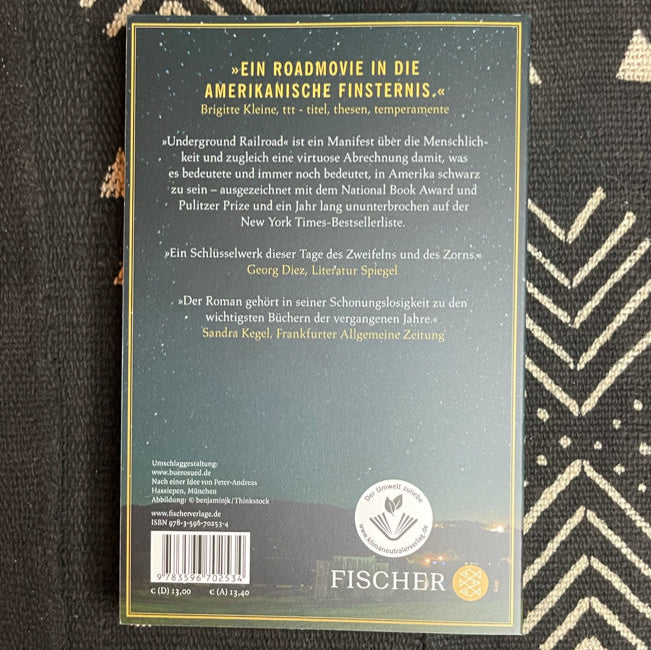 »EIN ROADMOVIE IN DIE
AMERIKANISCHE FINSTERNIS.«
Brigitte Kleine, ttt - titel, thesen, temperamente
»Underground Railroad« ist ein Manifest über die Menschlich-
keit und zugleich eine virtuose Abrechnung damit, was
es bedeutete und immer noch bedeutet, in Amerika schwarz
zu sein – ausgezeichnet mit dem National Book Award und
Pulitzer Prize und ein Jahr lang ununterbrochen auf der
New York Times-Bestsellerliste.
»Ein Schlüsselwerk dieser Tage des Zweifelns und des Zorns.«
Georg Diez, Literatur Spiegel
»Der Roman gehört in seiner Schonungslosigkeit zu den
wichtigsten Büchern der vergangenen Jahre.«
Sandra Kegel, Frankfurter Allgemeine Zeitung
Umschlaggestaltung:
www.buerosued.de
Nach einer Idee von Peter-Andreas
Hassiepen, München
Abbildung: © benjaminjk/Thinkstock
www.fischerverlage.de
ISBN 978-3-596-70253-4
9 783596 702534
€ (D) 13,00 € (A) 13,40
Der Umwelt zuliebe
www.klimaneutralerverlag.de
FISCHER